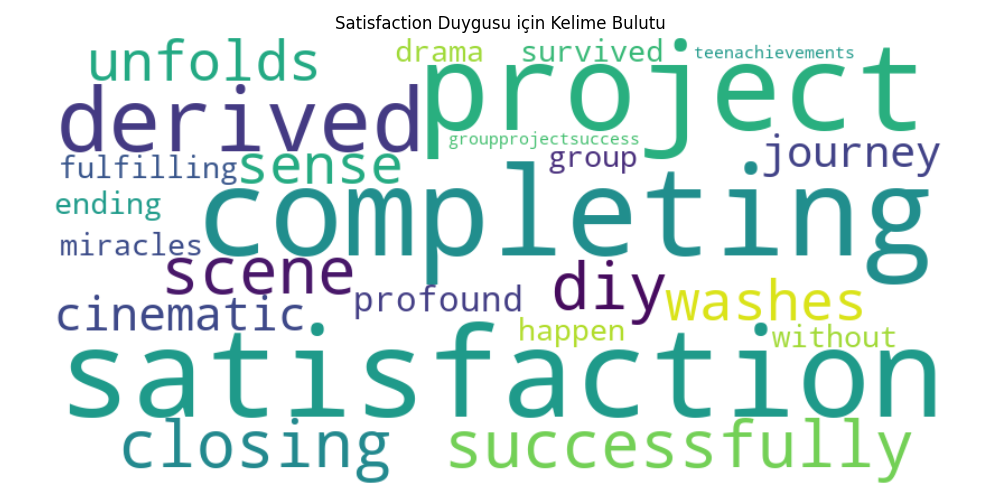 Satisfaction Duygusu için Kelime Bulutu
unfolds drama survived teenachievements
derived project
groupprojectsuccess
fulfilling sense group journey
ending completing
miracles
scene diy
cinematic profound washes
happen without
satisfaction
closing successfully